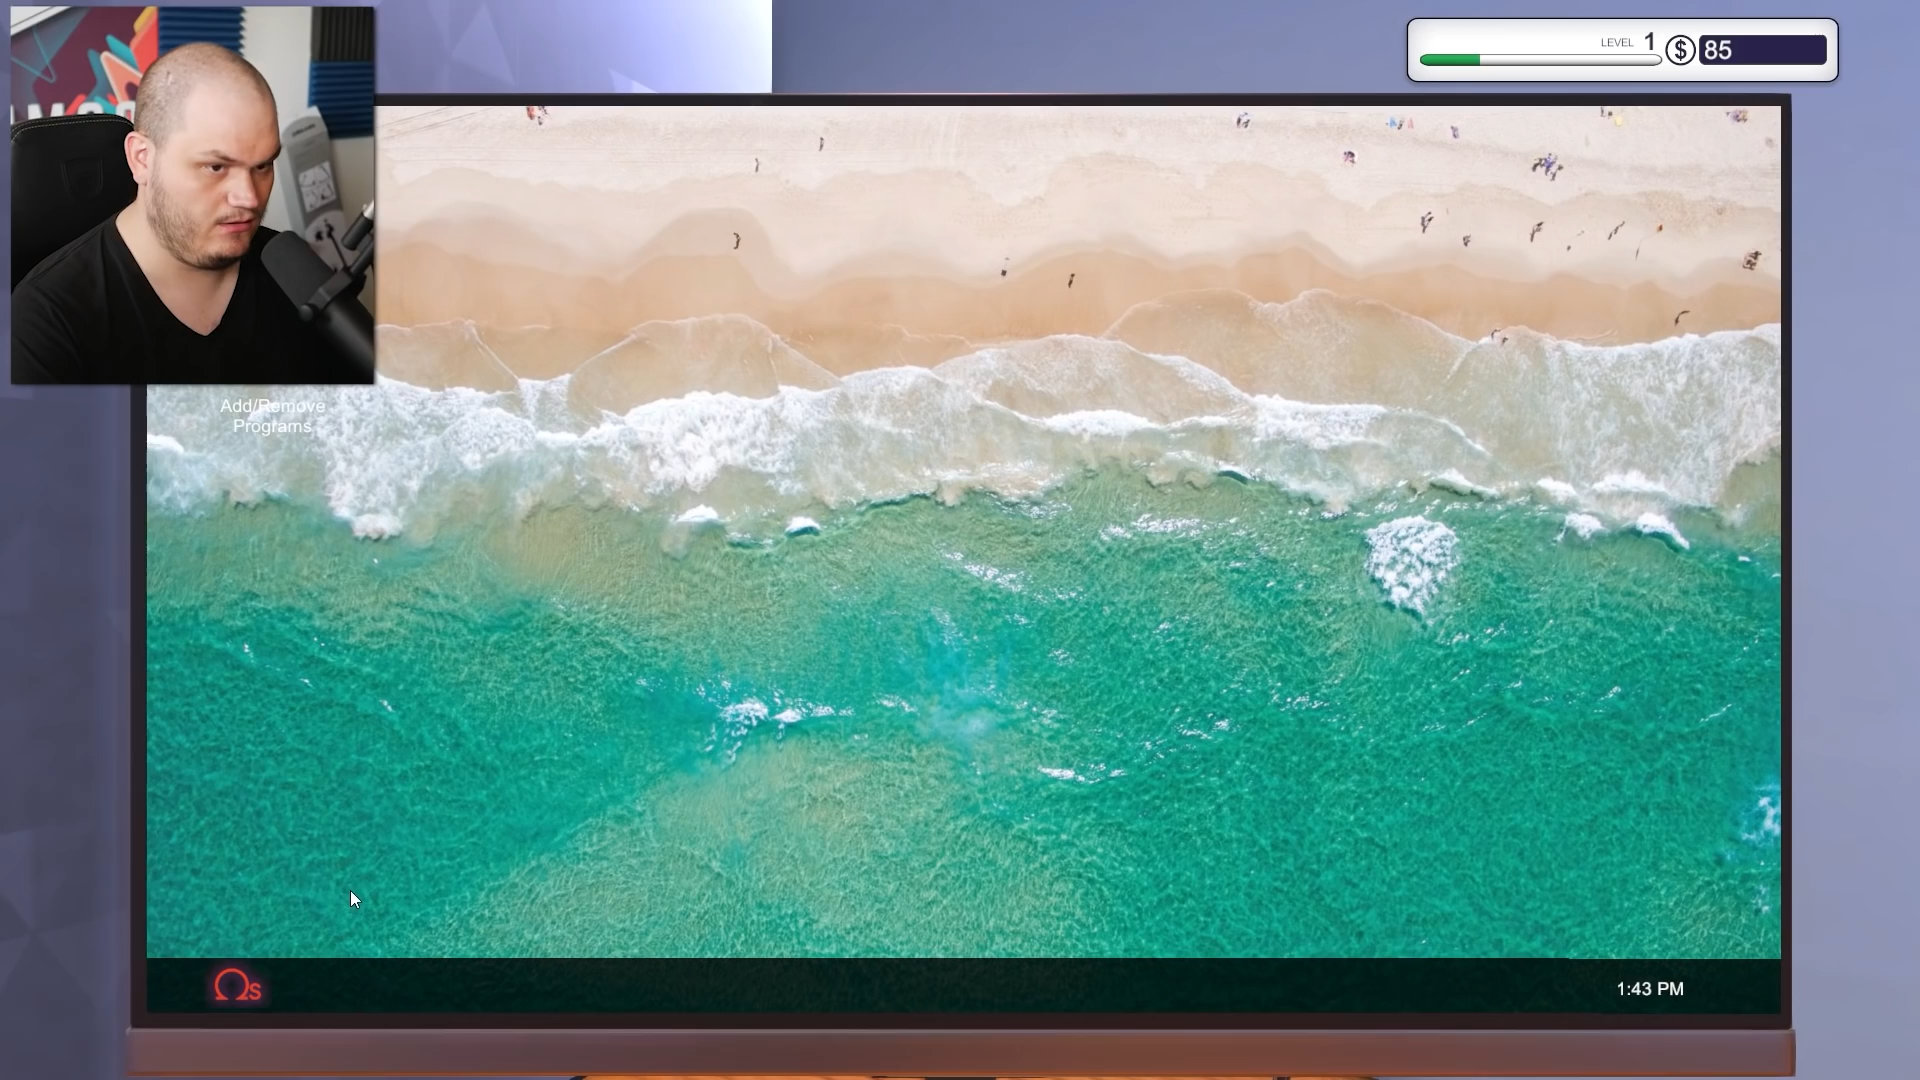 LEVEL 1
$ 85
Add/Remove
Programs
Ωs
1:43 PM